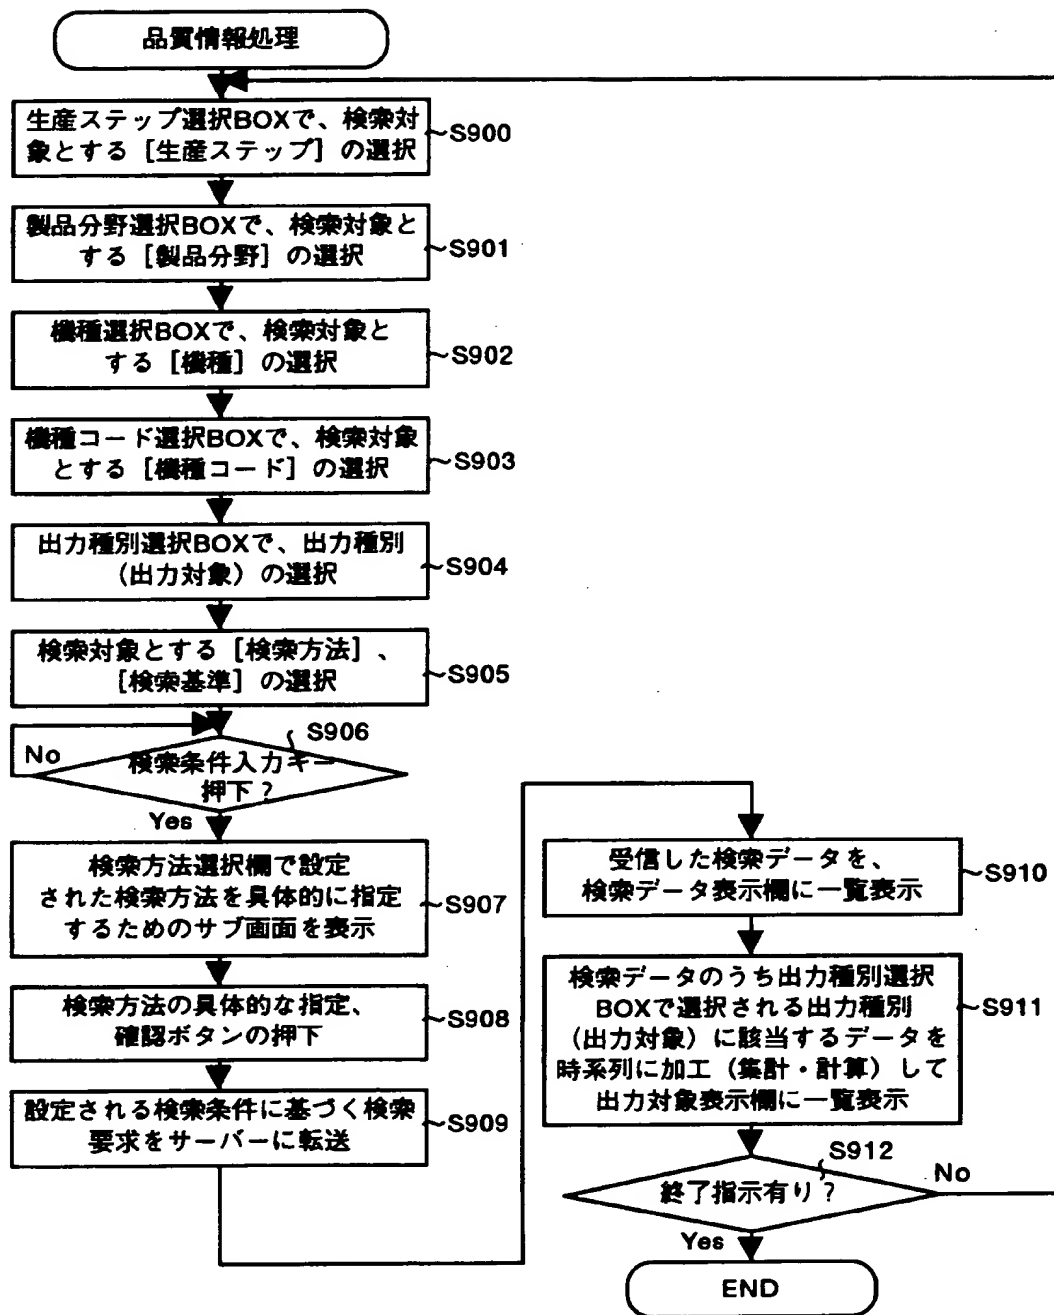 品質情報処理
生産ステップ選択BOXで、検索対
象とする［生産ステップ］の選択
~S900
製品分野選択BOXで、検索対象と
する［製品分野］の選択
~S901
機種選択BOXで、検索対象と
する［機種］の選択
~S902
機種コード選択BOXで、検索対象
とする［機種コード］の選択
~S903
出力種別選択BOXで、出力種別
（出力対象）の選択
~S904
検索対象とする［検索方法］、
［検索基準］の選択
~S905
S906
No
検索条件入力キー
押下？
Yes
検索方法選択欄で設定
された検索方法を具体的に指定
するためのサブ画面を表示
~S907
検索方法の具体的な指定、
確認ボタンの押下
~S908
設定される検索条件に基づく検索
要求をサーバーに転送
~S909
受信した検索データを、
検索データ表示欄に一覧表示
~S910
検索データのうち出力種別選択
BOXで選択される出力種別
（出力対象）に該当するデータを
時系列に加工（集計・計算）して
出力対象表示欄に一覧表示
~S911
S912
終了指示有り？
No
Yes
END